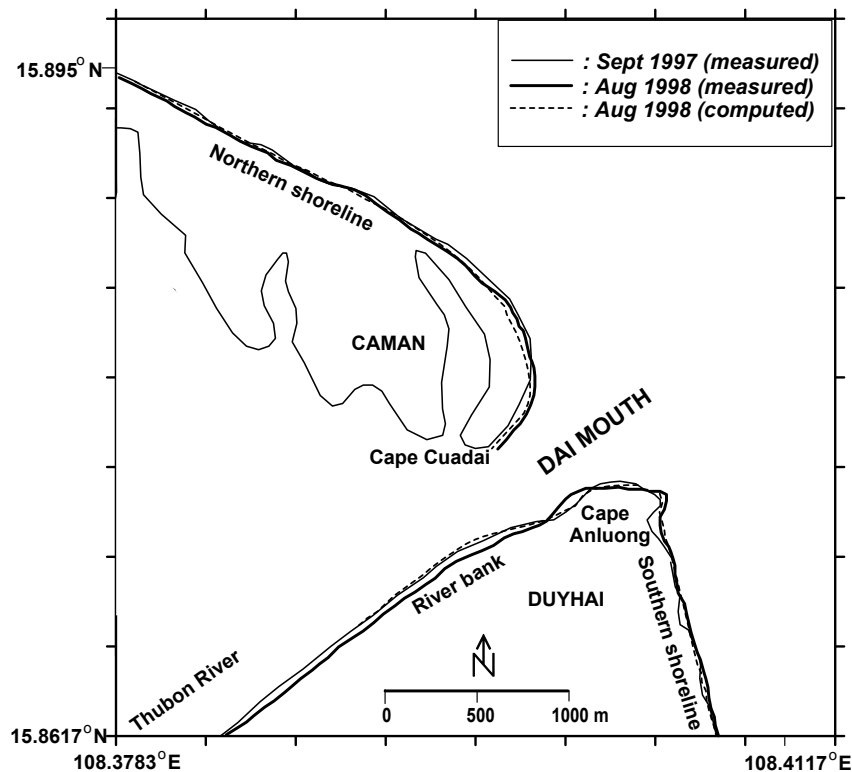 15.895° N
: Sept 1997 (measured)
: Aug 1998 (measured)
: Aug 1998 (computed)
Northern shoreline
CAMAN
DAI MOUTH
Cape Cuadai
Cape
Anluong
River bank
DUYHAI
Southern shoreline
Thubon River
N
0 500 1000 m
15.8617° N
108.3783° E
108.4117° E